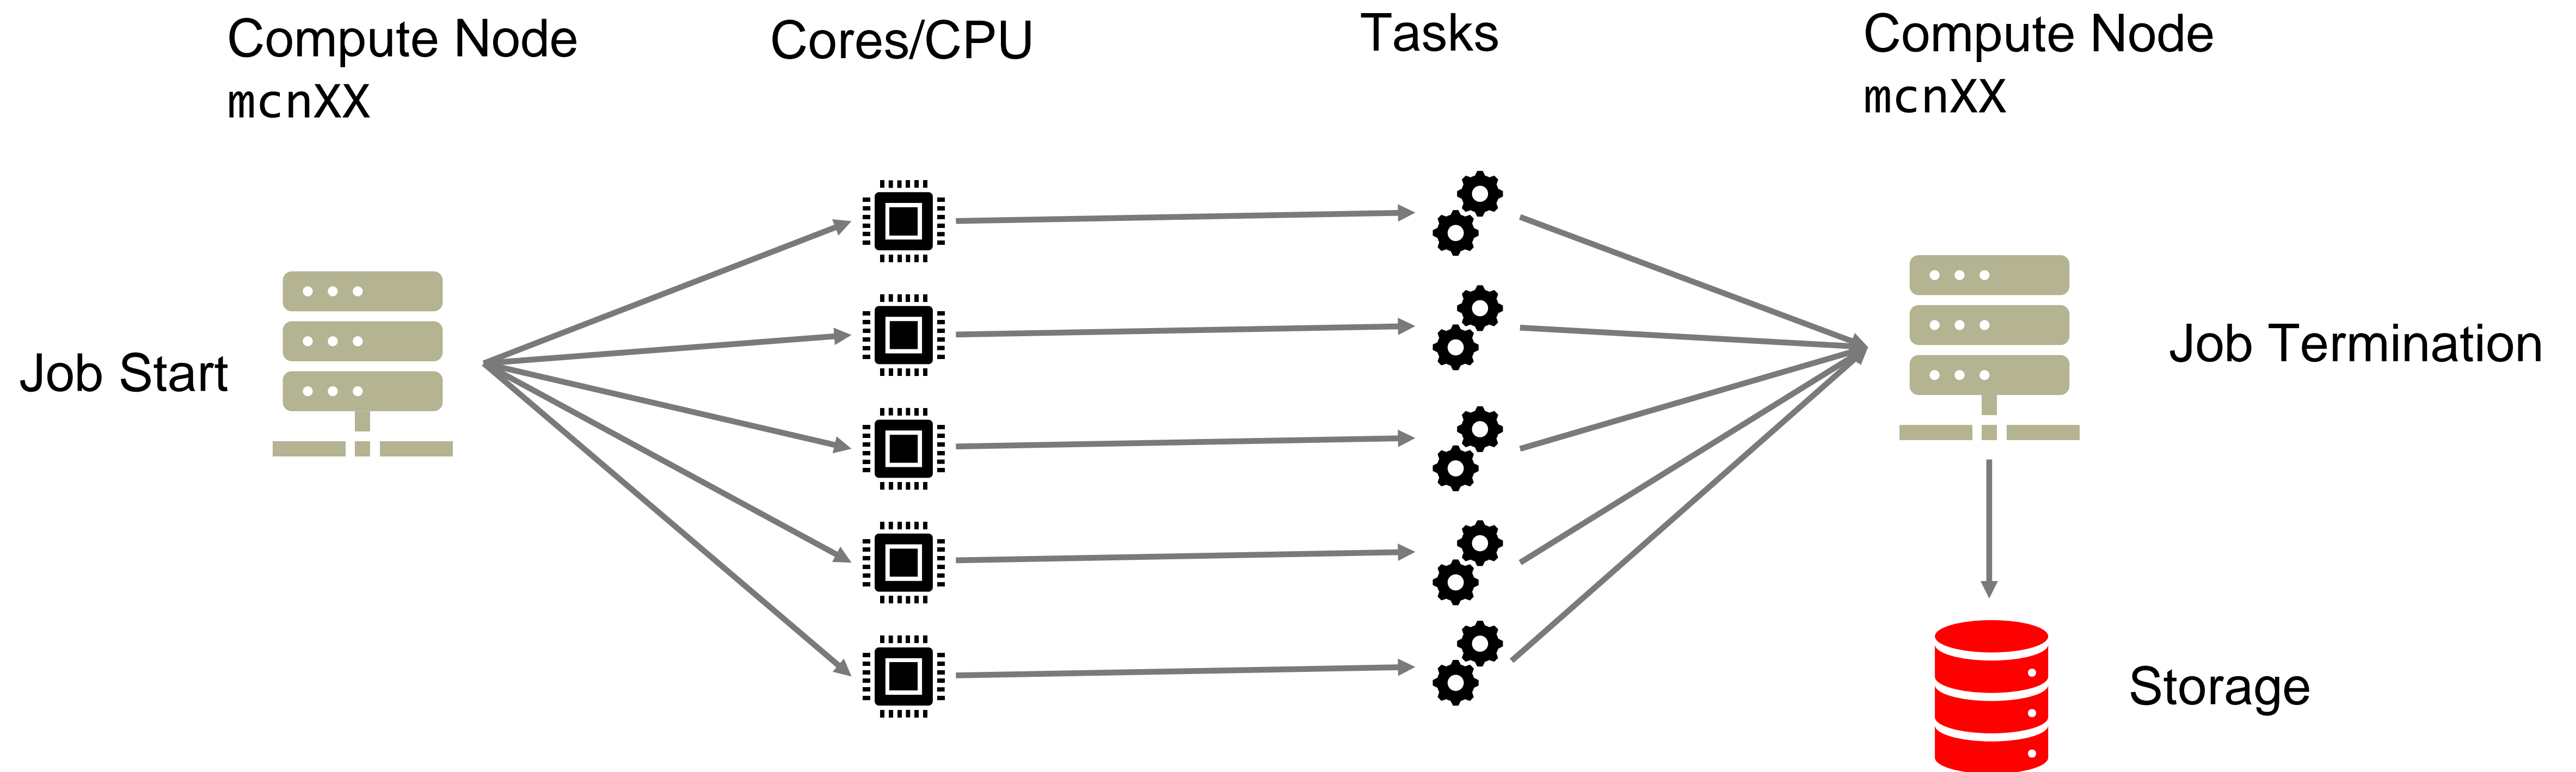 Compute Node
mcnXX
Cores/CPU
Tasks
Compute Node
mcnXX
Job Start
Job Termination
Storage